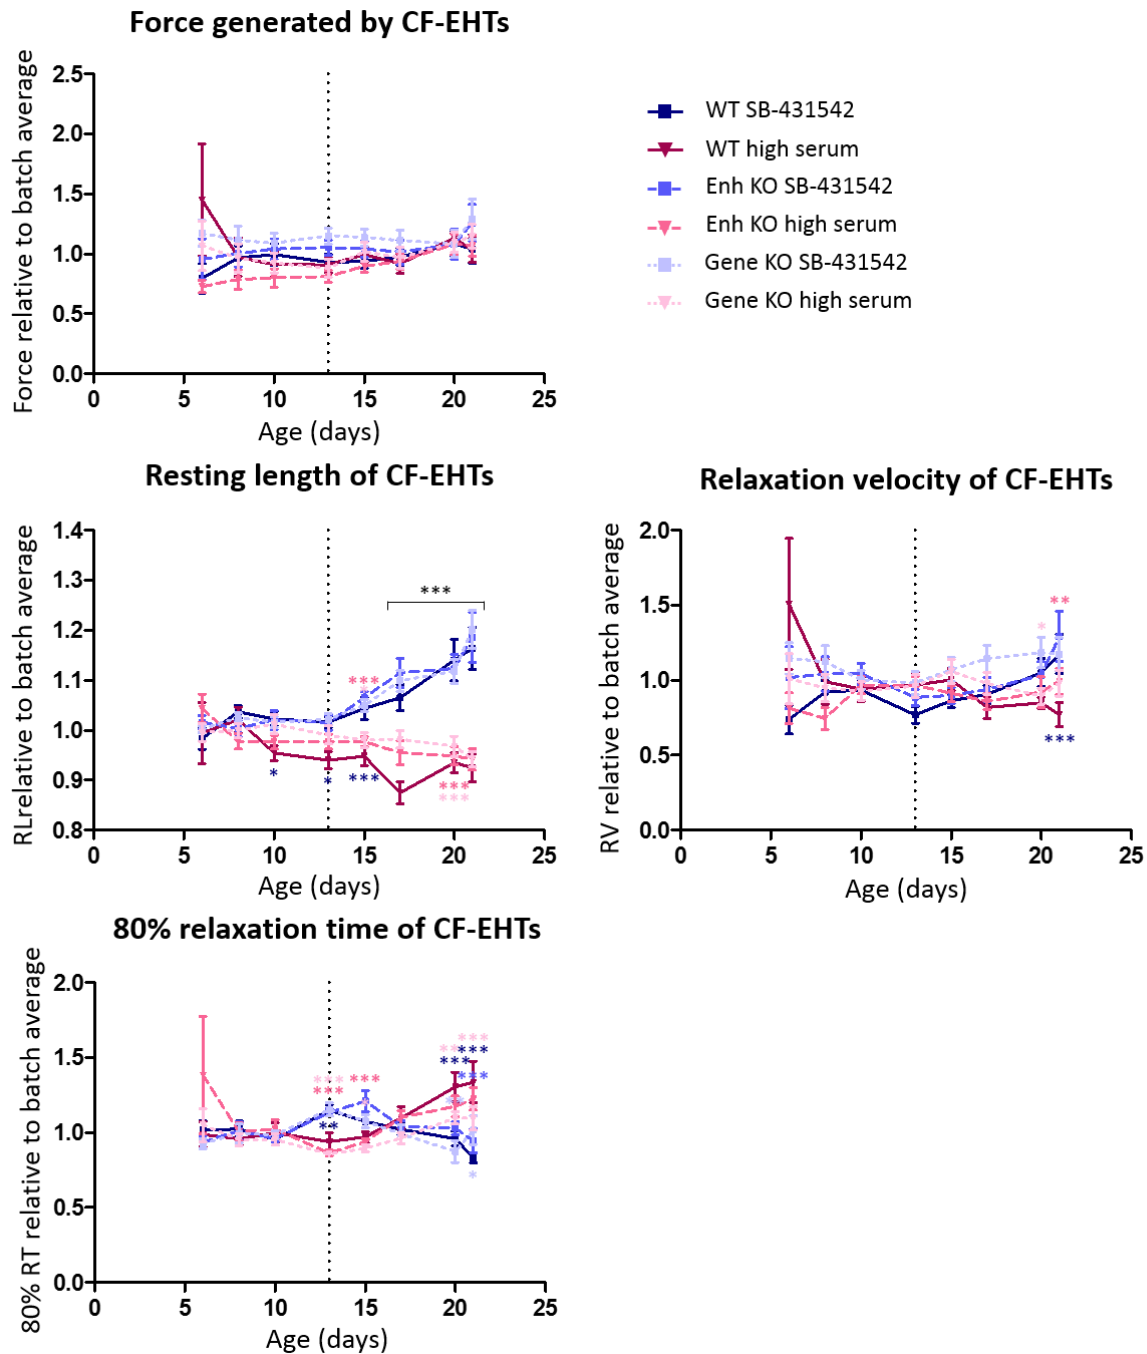 Force generated by CF-EHTs
Force relative to batch average
2.5
2.0
1.5
1.0
0.5
0.0
0 5 10 15 20 25
Age (days)
WT SB-431542
WT high serum
Enh KO SB-431542
Enh KO high serum
Gene KO SB-431542
Gene KO high serum
Resting length of CF-EHTs
RLrelative to batch average
1.4
1.3
1.2
1.1
1.0
0.9
0.8
***
***
* * ***
***
***
0 5 10 15 20 25
Age (days)
Relaxation velocity of CF-EHTs
RV relative to batch average
2.0
1.5
1.0
0.5
0.0
**
*
***
0 5 10 15 20 25
Age (days)
80% relaxation time of CF-EHTs
80% RT relative to batch average
2.0
1.5
1.0
0.5
0.0
***
***
***
***
***
***
***
**
*
0 5 10 15 20 25
Age (days)